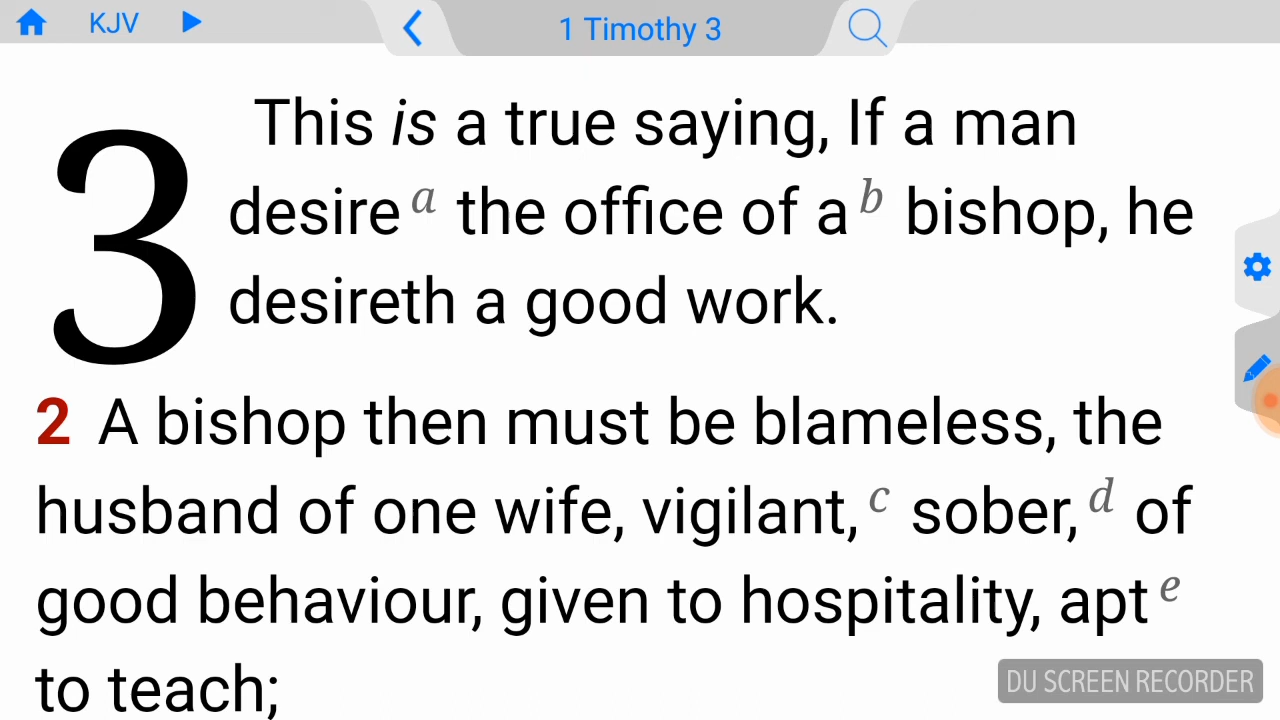 KJV
1 Timothy 3
3 This is a true saying, If a man
desire a the office of a b bishop, he
desireth a good work.
2 A bishop then must be blameless, the
husband of one wife, vigilant, c sober, d of
good behaviour, given to hospitality, apt e
to teach;
DU SCREEN RECORDER